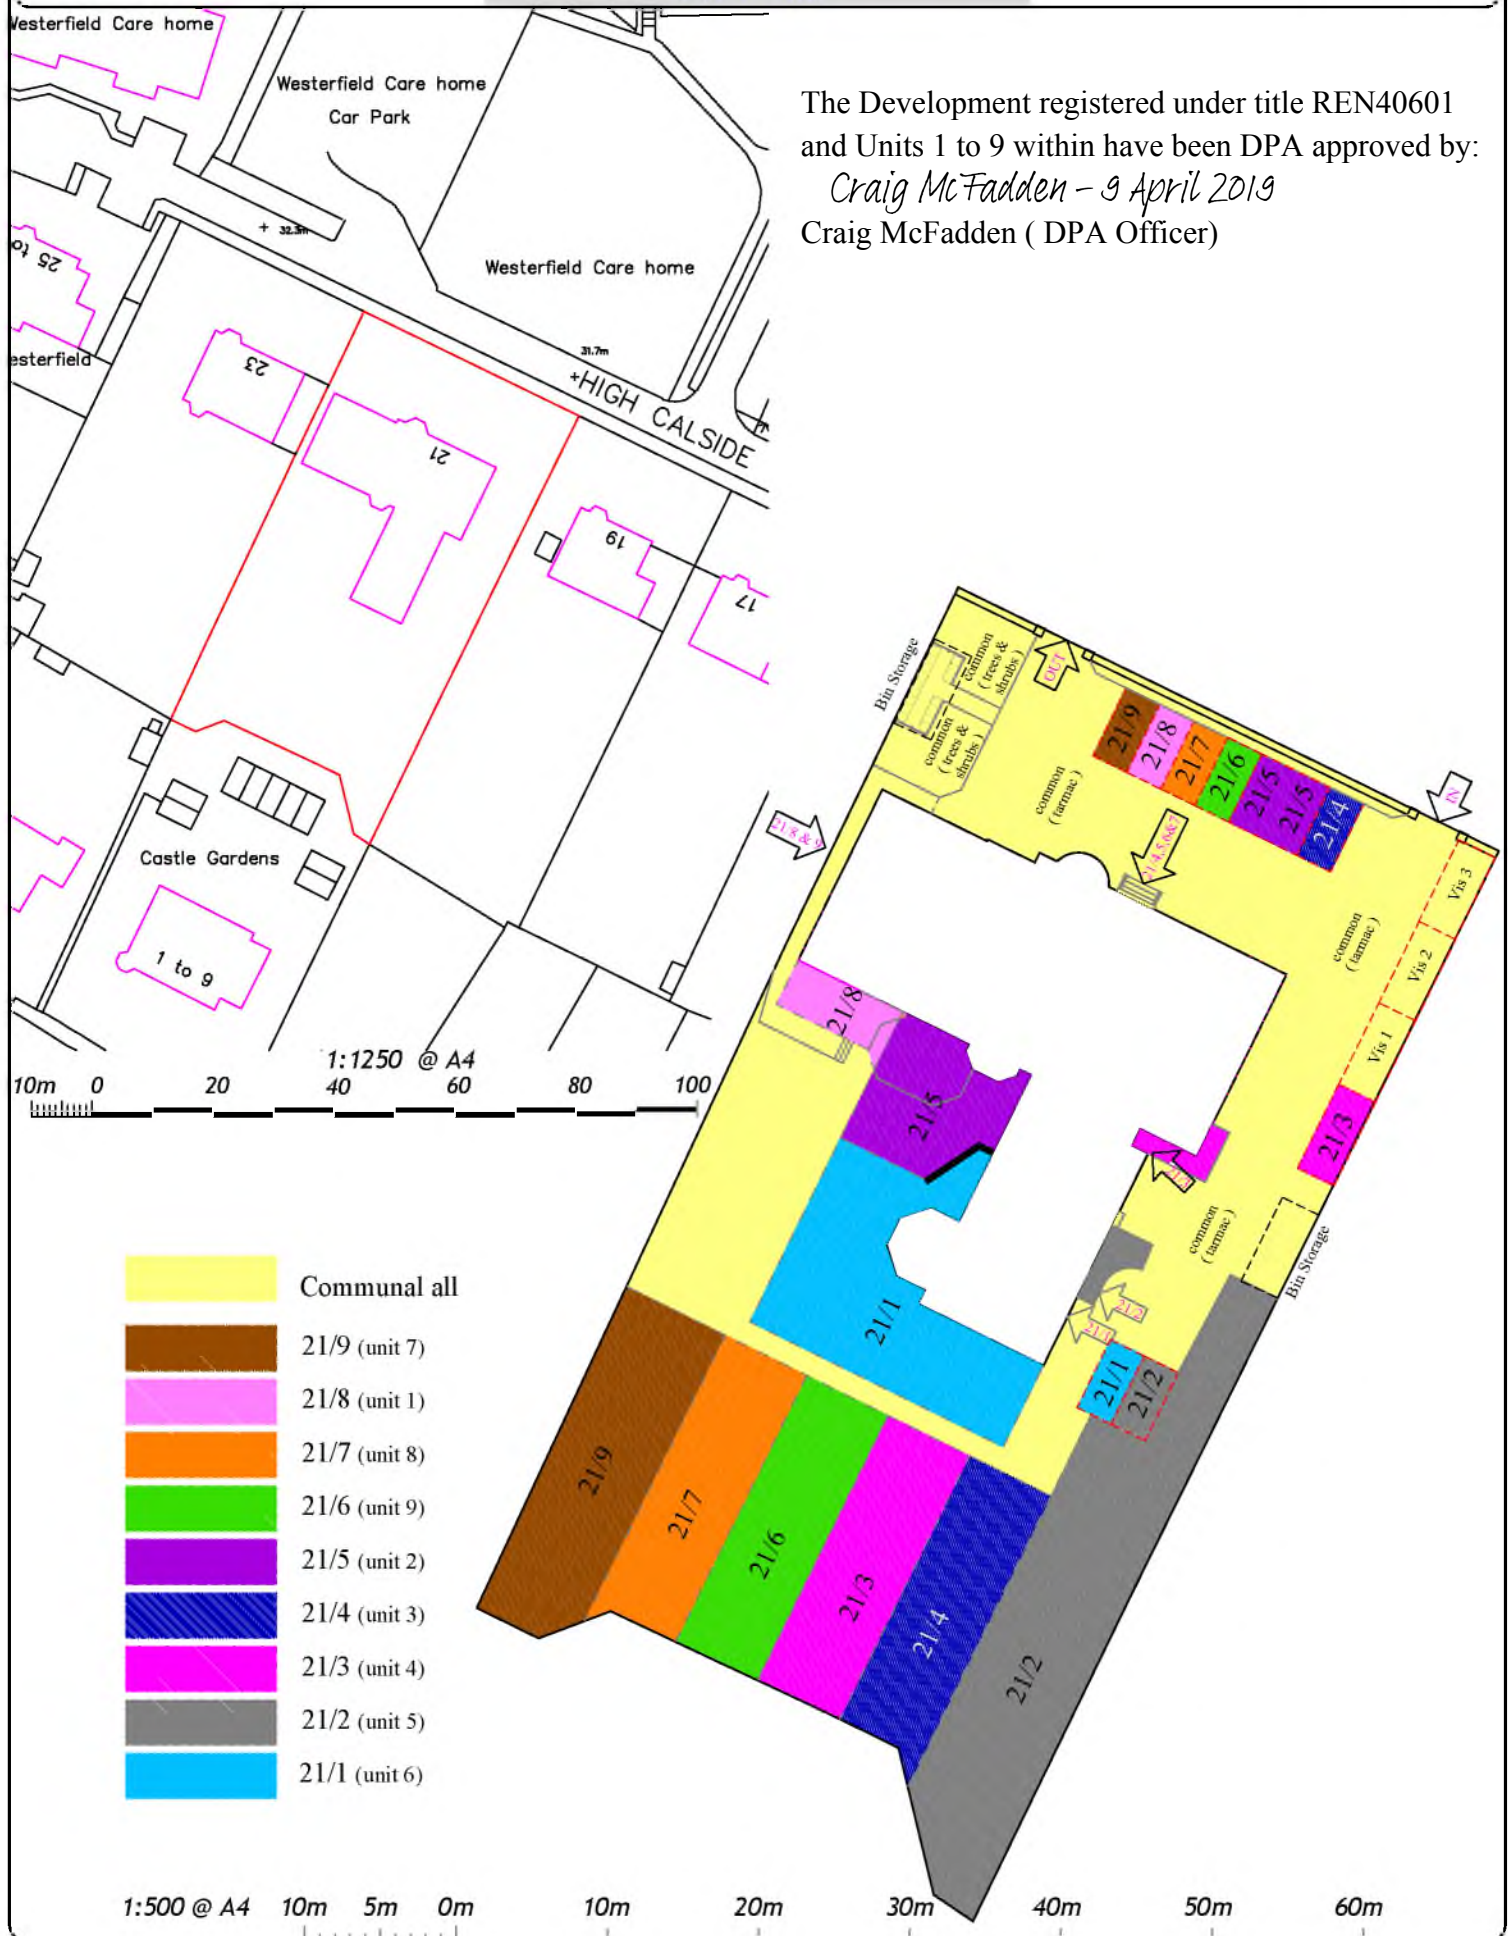 Westerfield Care home
Westerfield Care home
Car Park
The Development registered under title REN40601
and Units 1 to 9 within have been DPA approved by:
Craig McFadden – 9 April 2019
Craig McFadden ( DPA Officer)
+ 32.3m
25 to
Westerfield Care home
esterfield
23
31.7m
+HIGH CALSIDE
21
19
17
Castle Gardens
1 to 9
1:1250 @ A4
10m 0 20 40 60 80 100
Bin Storage
common
( trees &
shrubs )
common
( trees &
shrubs )
OUT
21/9
21/8
21/7
21/6
21/5
21/5
21/4
IN
common
( tarmac )
21/8 & 9
21/4,5,6&7
Vis 3
common
( tarmac )
Vis 2
Vis 1
21/8
21/5
21/3
21/3
common
( tarmac )
Bin Storage
21/2
21/1
21/1
21/1
21/2
21/9
21/7
21/6
21/3
21/4
21/2
Communal all
21/9 (unit 7)
21/8 (unit 1)
21/7 (unit 8)
21/6 (unit 9)
21/5 (unit 2)
21/4 (unit 3)
21/3 (unit 4)
21/2 (unit 5)
21/1 (unit 6)
1:500 @ A4 10m 5m 0m 10m 20m 30m 40m 50m 60m